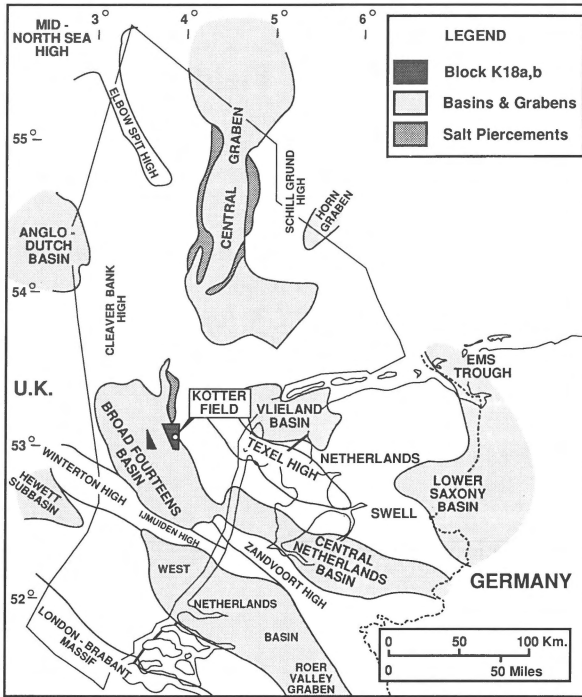 MID -
NORTH SEA
HIGH
3°
4°
5°
6°
LEGEND
Block K18a,b
Basins & Grabens
Salt Piercements
ELBOW SPIT HIGH
55°
CENTRAL GRABEN
SCHILL GRUND
HIGH
HORN
GRABEN
ANGLO -
DUTCH
BASIN
54°
CLEAVER BANK
HIGH
EMS
TROUGH
U.K.
KOTTER
FIELD
VLIELAND
BASIN
53°
BROAD FOURTEENS
BASIN
TEXEL HIGH
NETHERLANDS
WINTERTON HIGH
HEWETT
SUBBASIN
LOWER
SAXONY
BASIN
SWELL
IJMUIDEN HIGH
CENTRAL
NETHERLANDS
BASIN
ZANDVOORT HIGH
WEST
GERMANY
52°
NETHERLANDS
LONDON - BRABANT
MASSIF
BASIN
ROER
VALLEY
GRABEN
0 50 100 Km.
0 50 Miles